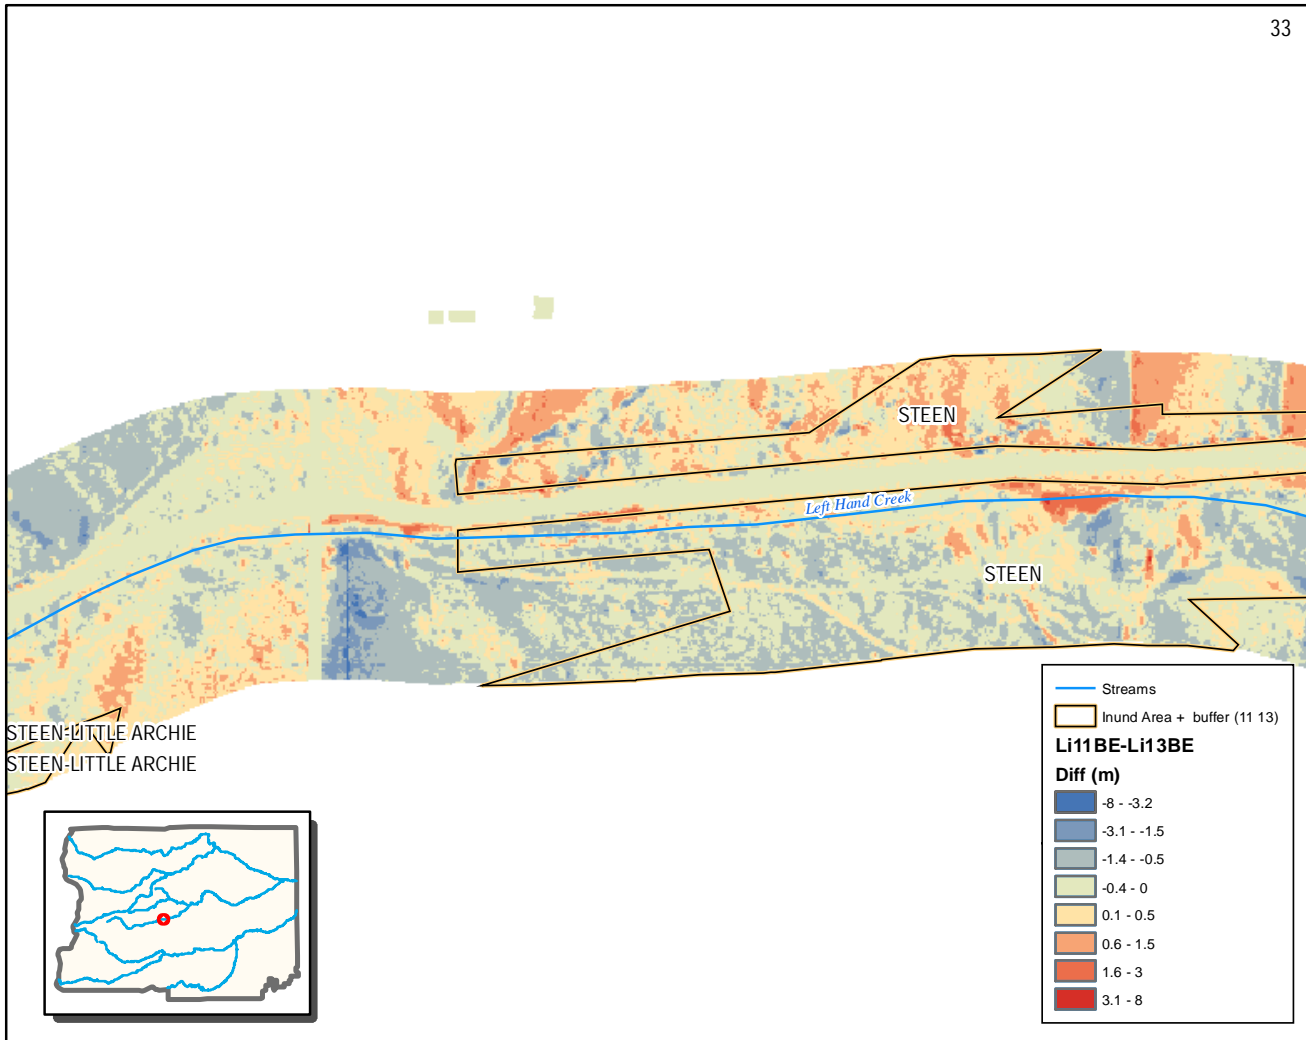 33
STEEN
Left Hand Creek
STEEN
STEEN-LITTLE ARCHIE
STEEN-LITTLE ARCHIE
Streams
Inund Area + buffer (11 13)
Li11BE-Li13BE
Diff (m)
-8 - -3.2
-3.1 - -1.5
-1.4 - -0.5
-0.4 - 0
0.1 - 0.5
0.6 - 1.5
1.6 - 3
3.1 - 8